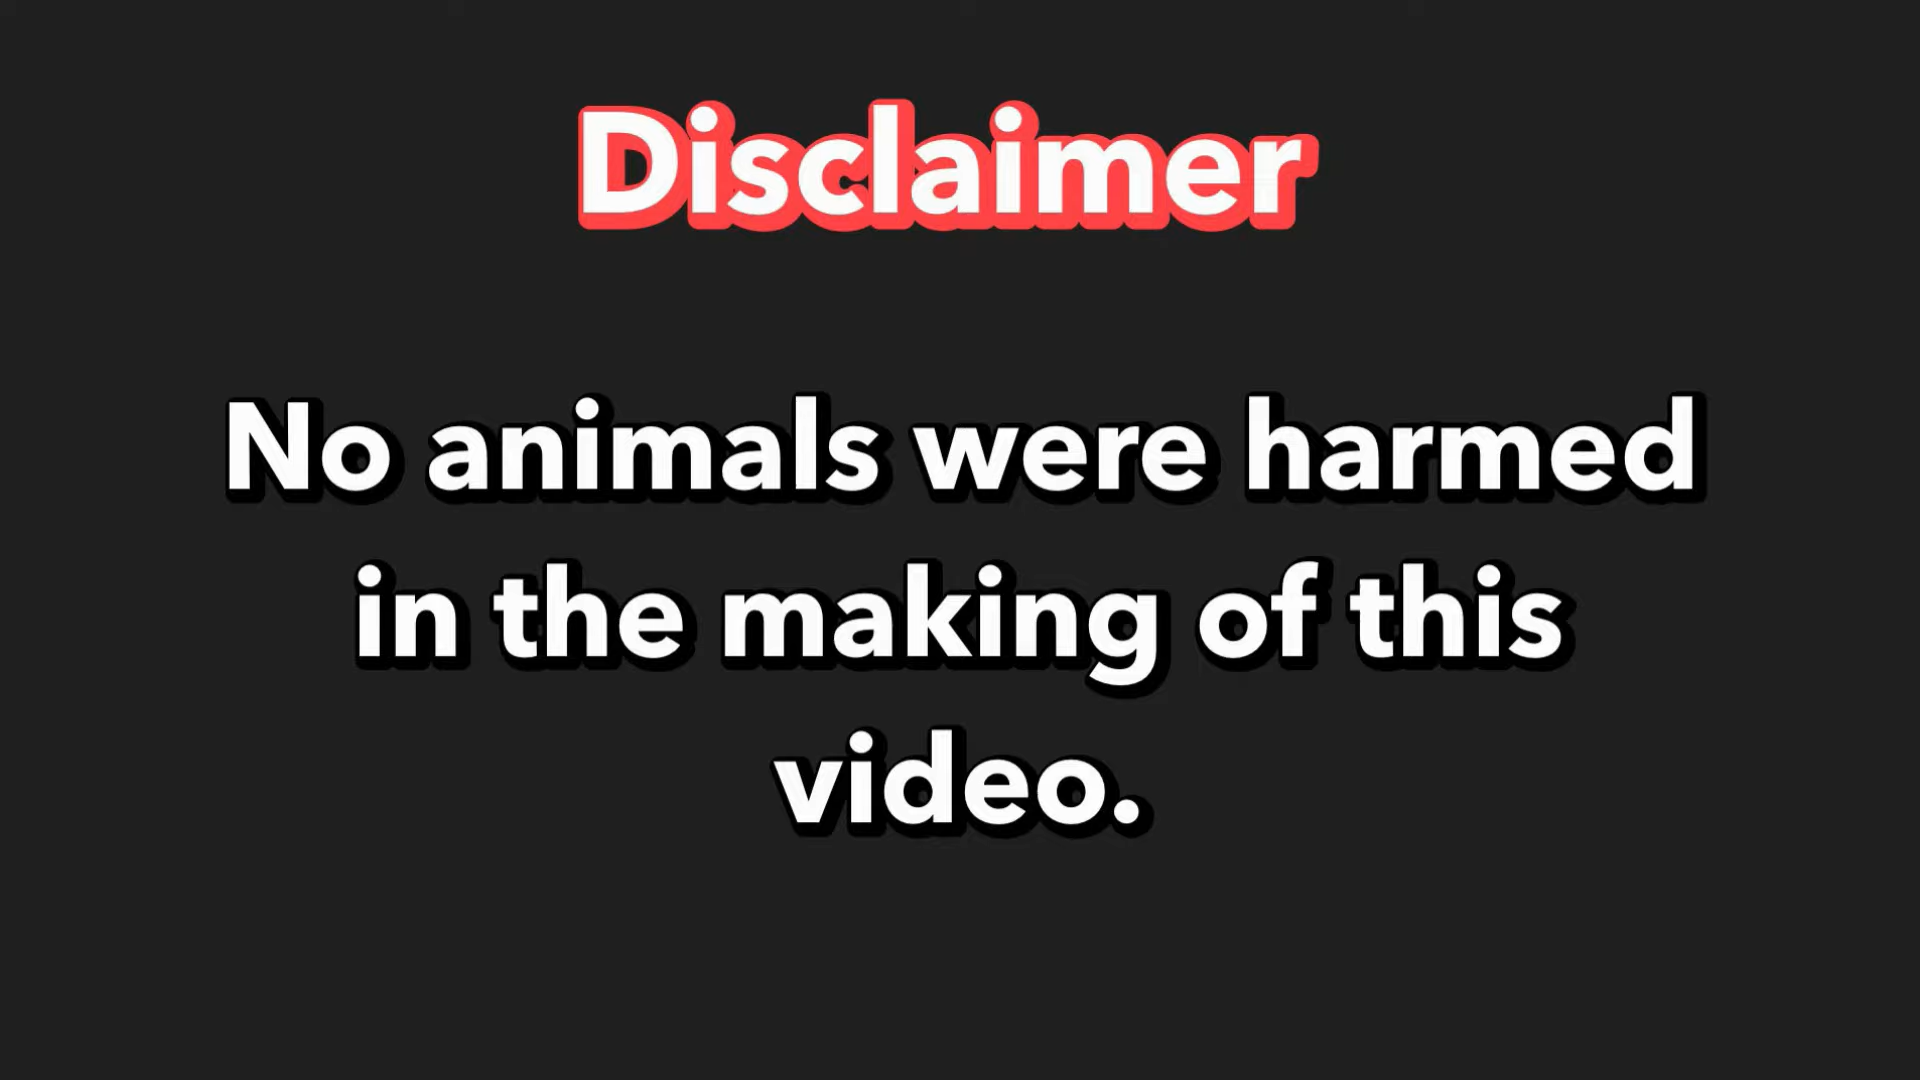 Disclaimer
No animals were harmed
in the making of this
video.